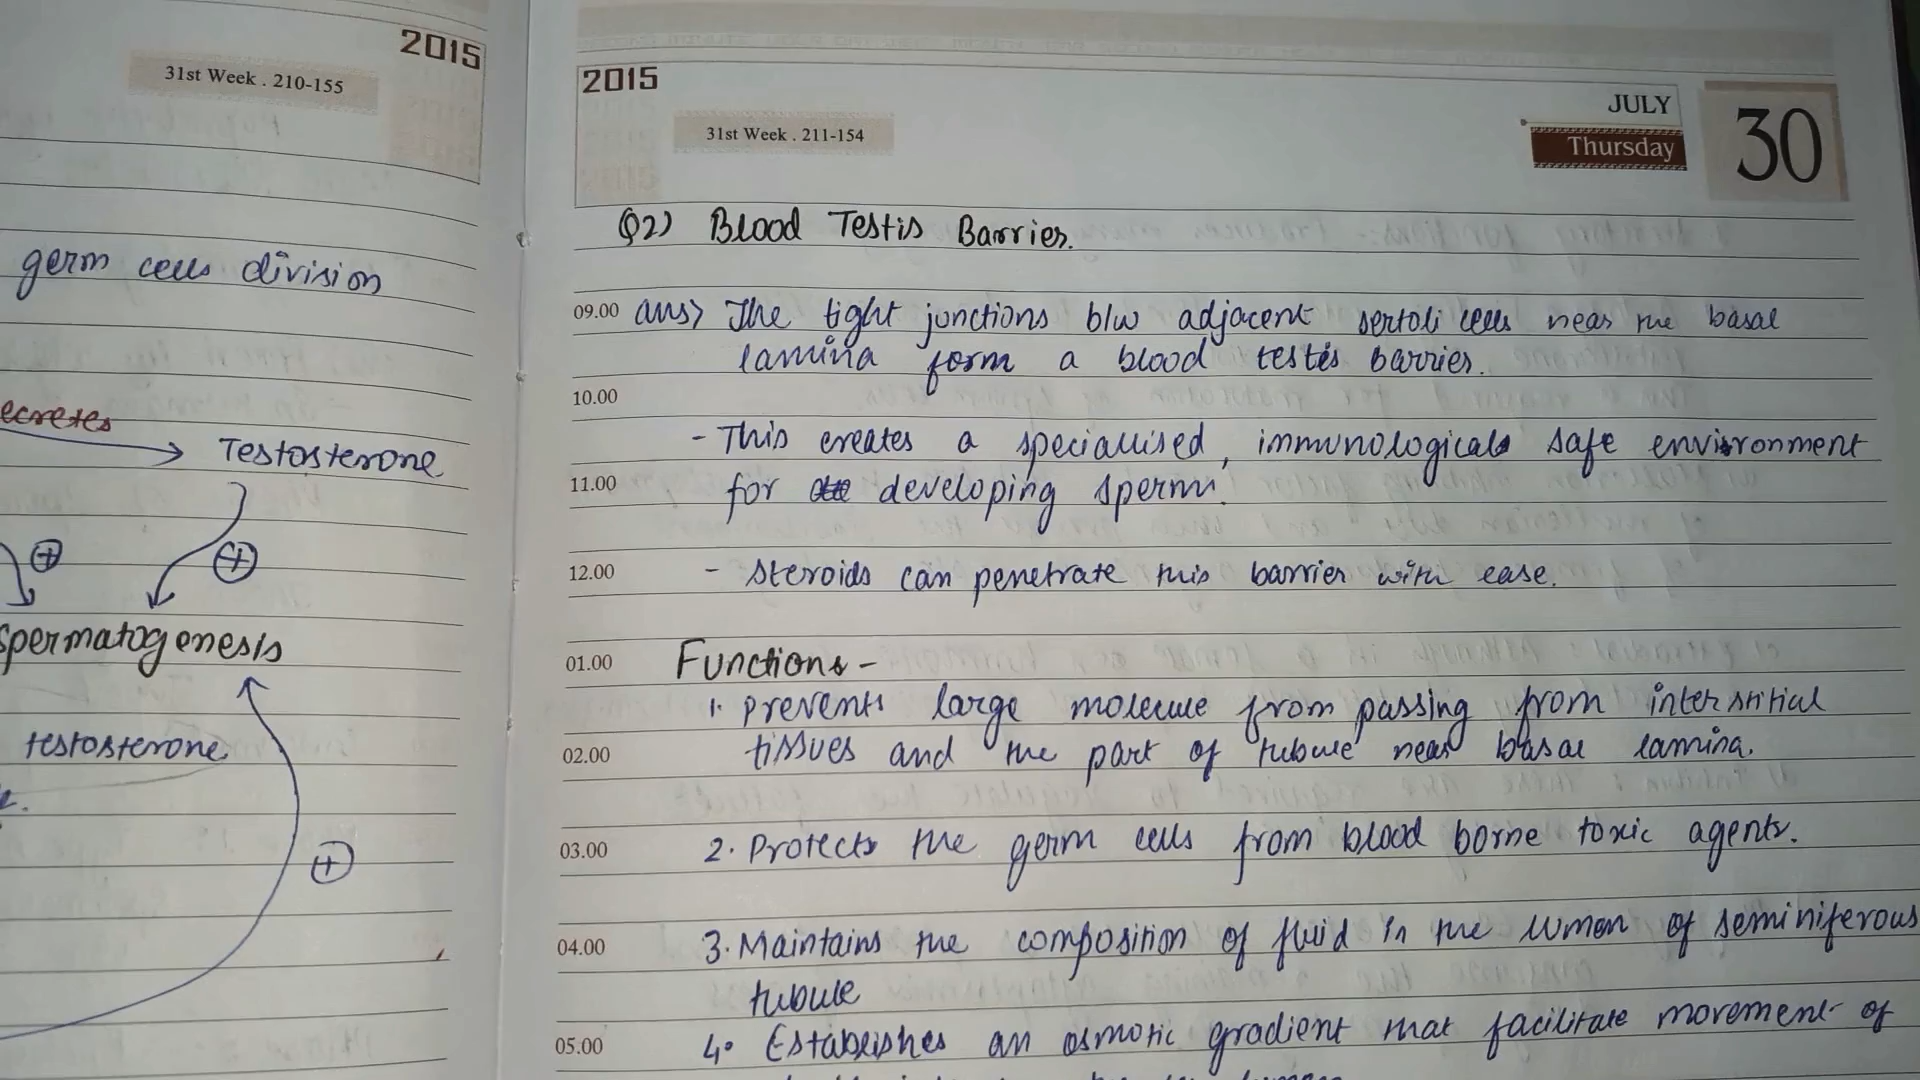 2015
31st Week . 210-155
germ cells division
ecretes
Testosterone
+
+
spermatogenesis
testosterone
+
2015
31st Week . 211-154
JULY
Thursday
30
Q2) Blood Testis Barrier.
09.00 ans> The tight junctions b/w adjacent sertoli cells near the basal
lamina form a blood testis barrier.
10.00
- This creates a speciallised, immunologicals safe environment
11.00 for developing sperm.
12.00 - steroids can penetrate this barrier with ease.
01.00 Functions -
1. prevents large molecule from passing from interstitial
02.00 tissues and the part of tubule near basal lamina.
03.00 2. Protects the germ cells from blood borne toxic agents.
04.00 3. Maintains the composition of fluid in the lumen of seminiferous
tubule
05.00 4. Establishes an osmotic gradient that facilitate movement of